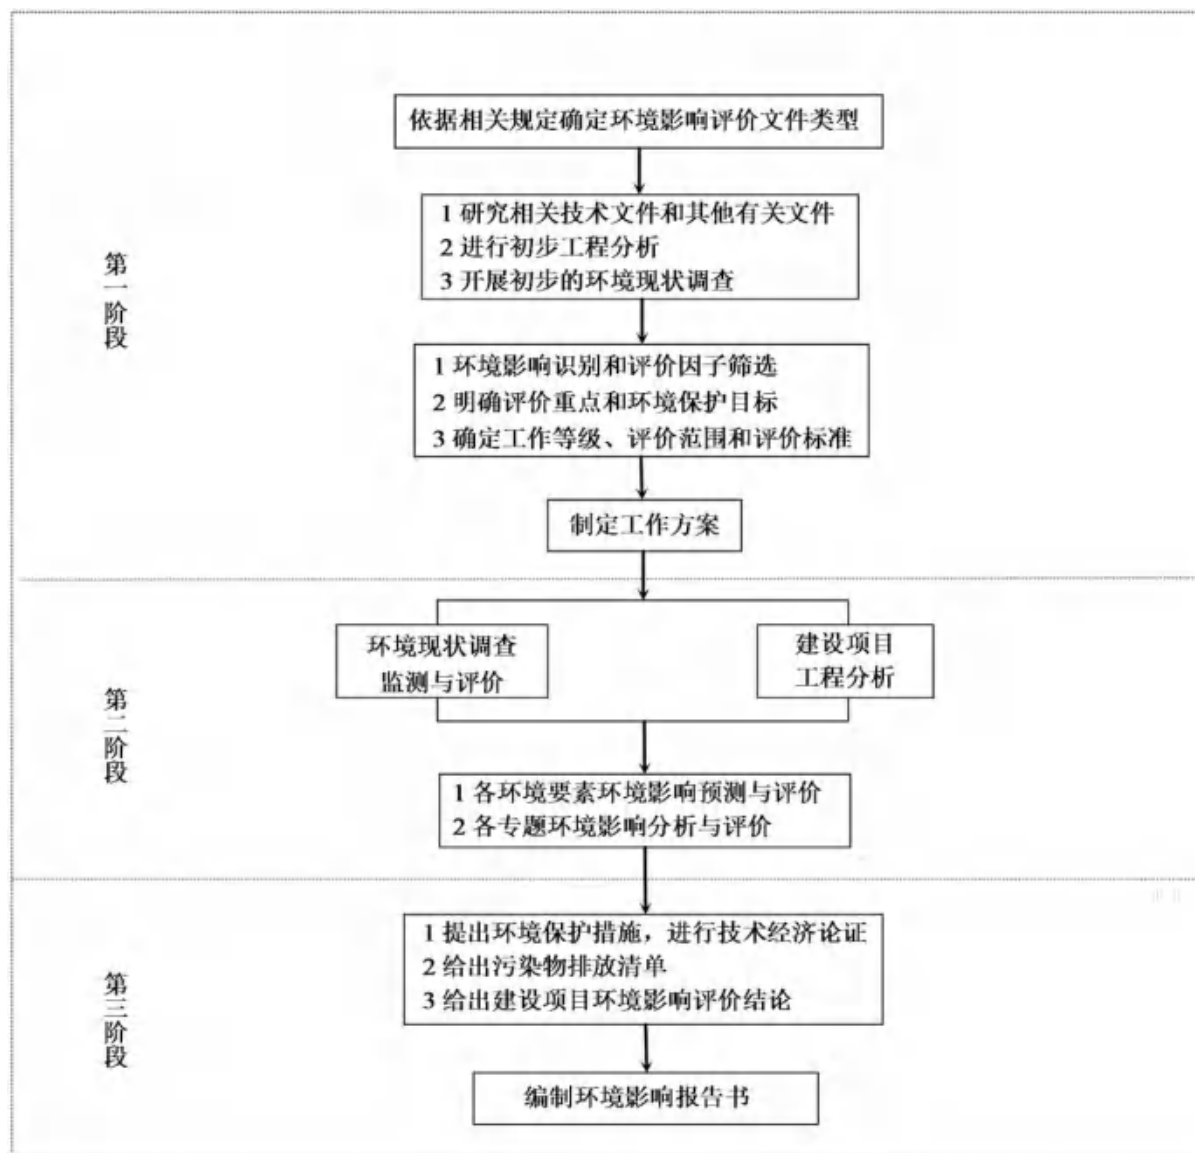 依据相关规定确定环境影响评价文件类型
1 研究相关技术文件和其他有关文件
2 进行初步工程分析
3 开展初步的环境现状调查
第一阶段
1 环境影响识别和评价因子筛选
2 明确评价重点和环境保护目标
3 确定工作等级、评价范围和评价标准
制定工作方案
环境现状调查
监测与评价
建设项目
工程分析
第二阶段
1 各环境要素环境影响预测与评价
2 各专题环境影响分析与评价
1 提出环境保护措施，进行技术经济论证
2 给出污染物排放清单
3 给出建设项目环境影响评价结论
第三阶段
编制环境影响报告书